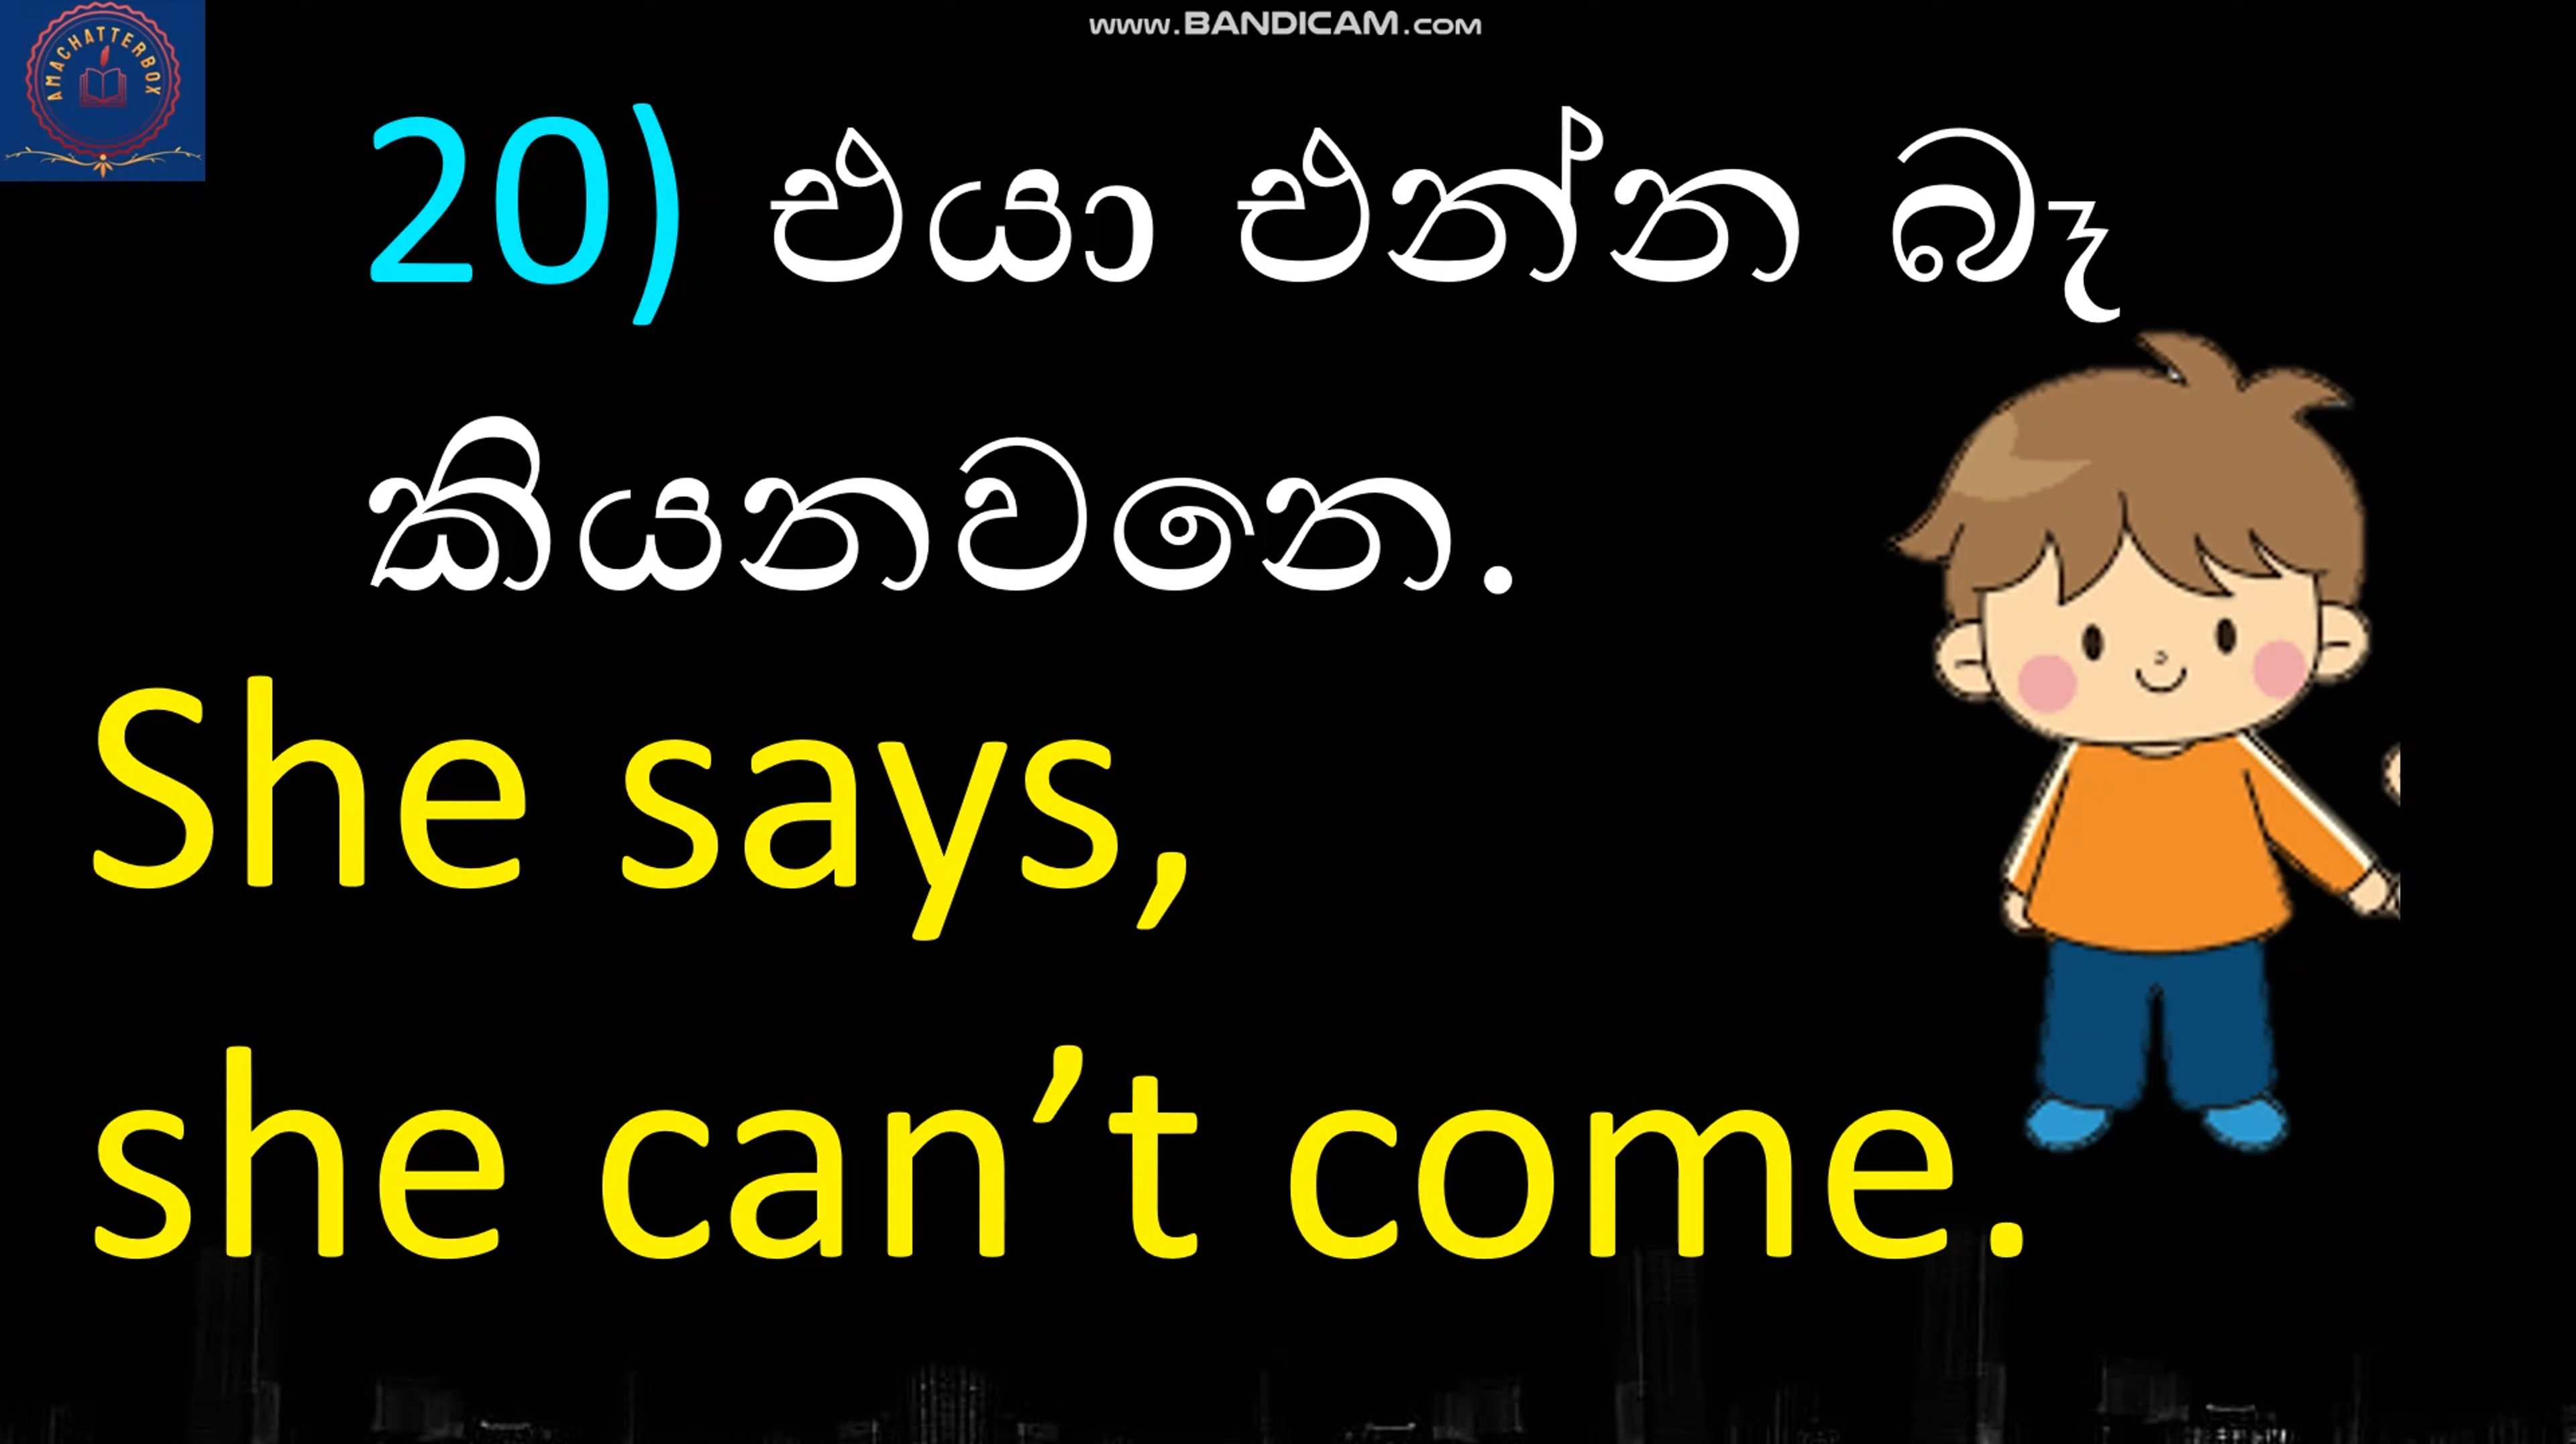 www.BANDICAM.com
AMACHATTERBOX
20) එයා එන්න බෑ
කියනවනෙ.
She says,
she can’t come.